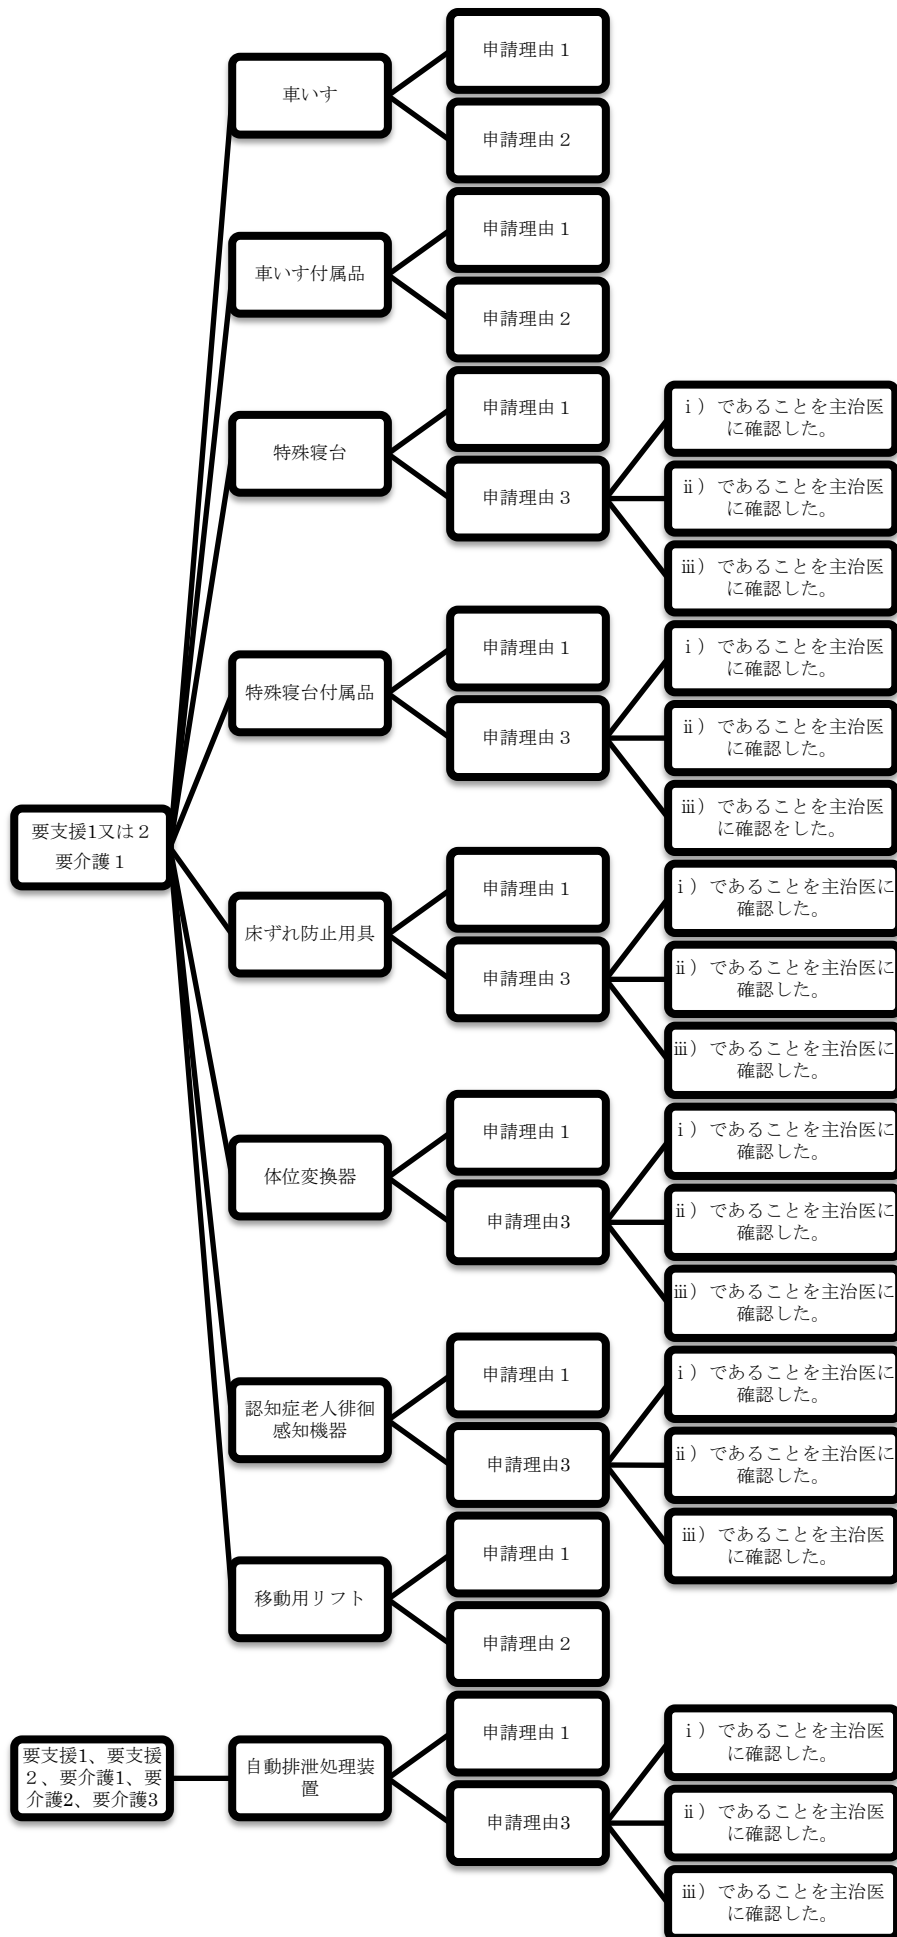 車いす
申請理由１
申請理由２
車いす付属品
申請理由１
申請理由２
特殊寝台
申請理由１
申請理由３
ⅰ）であることを主治医
に確認した。
ⅱ）であることを主治医
に確認した。
ⅲ）であることを主治医
に確認した。
特殊寝台付属品
申請理由１
申請理由３
ⅰ）であることを主治医
に確認した。
ⅱ）であることを主治医
に確認した。
ⅲ）であることを主治医
に確認をした。
要支援1又は２
要介護１
床ずれ防止用具
申請理由１
申請理由３
ⅰ）であることを主治医に
確認した。
ⅱ）であることを主治医に
確認した。
ⅲ）であることを主治医に
確認した。
体位変換器
申請理由１
申請理由3
ⅰ）であることを主治医に
確認した。
ⅱ）であることを主治医に
確認した。
ⅲ）であることを主治医に
確認した。
認知症老人徘徊
感知機器
申請理由１
申請理由3
ⅰ）であることを主治医に
確認した。
ⅱ）であることを主治医に
確認した。
ⅲ）であることを主治医
に確認した。
移動用リフト
申請理由１
申請理由２
要支援1、要支援
２、要介護1、要
介護2、要介護3
自動排泄処理装
置
申請理由１
申請理由3
ⅰ）であることを主治医
に確認した。
ⅱ）であることを主治医
に確認した。
ⅲ）であることを主治医
に確認した。